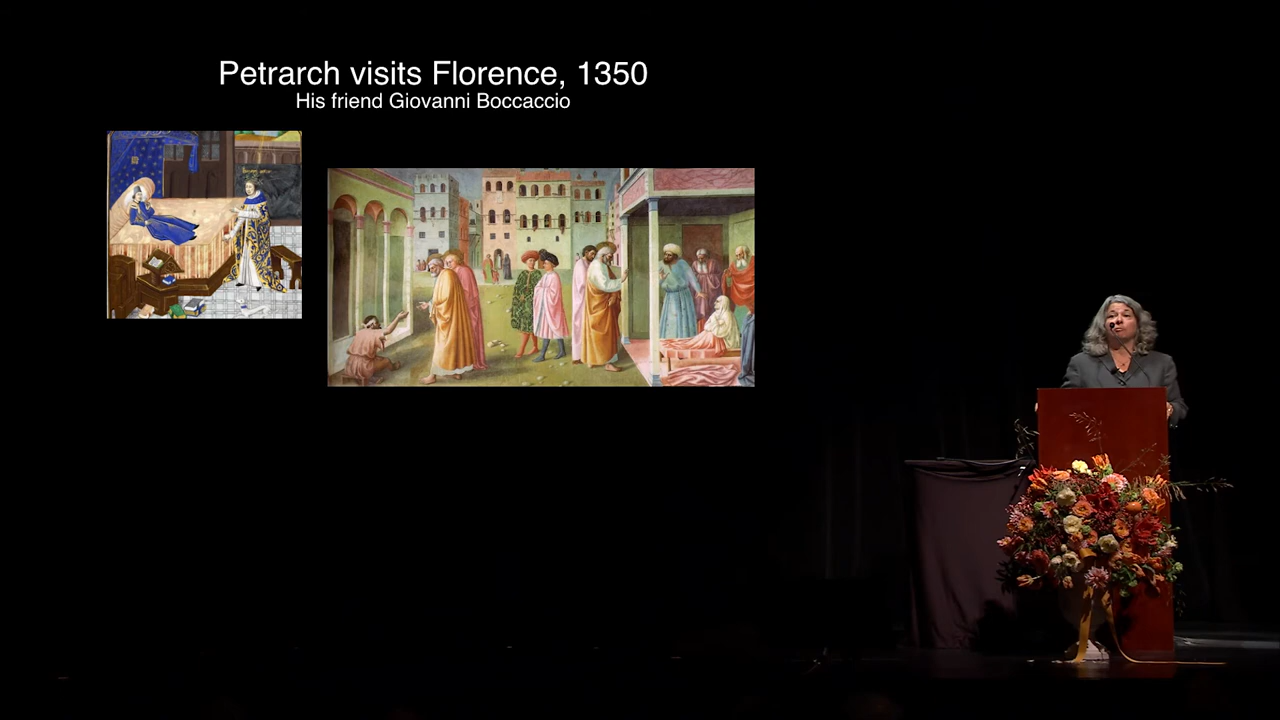 Petrarch visits Florence, 1350
His friend Giovanni Boccaccio